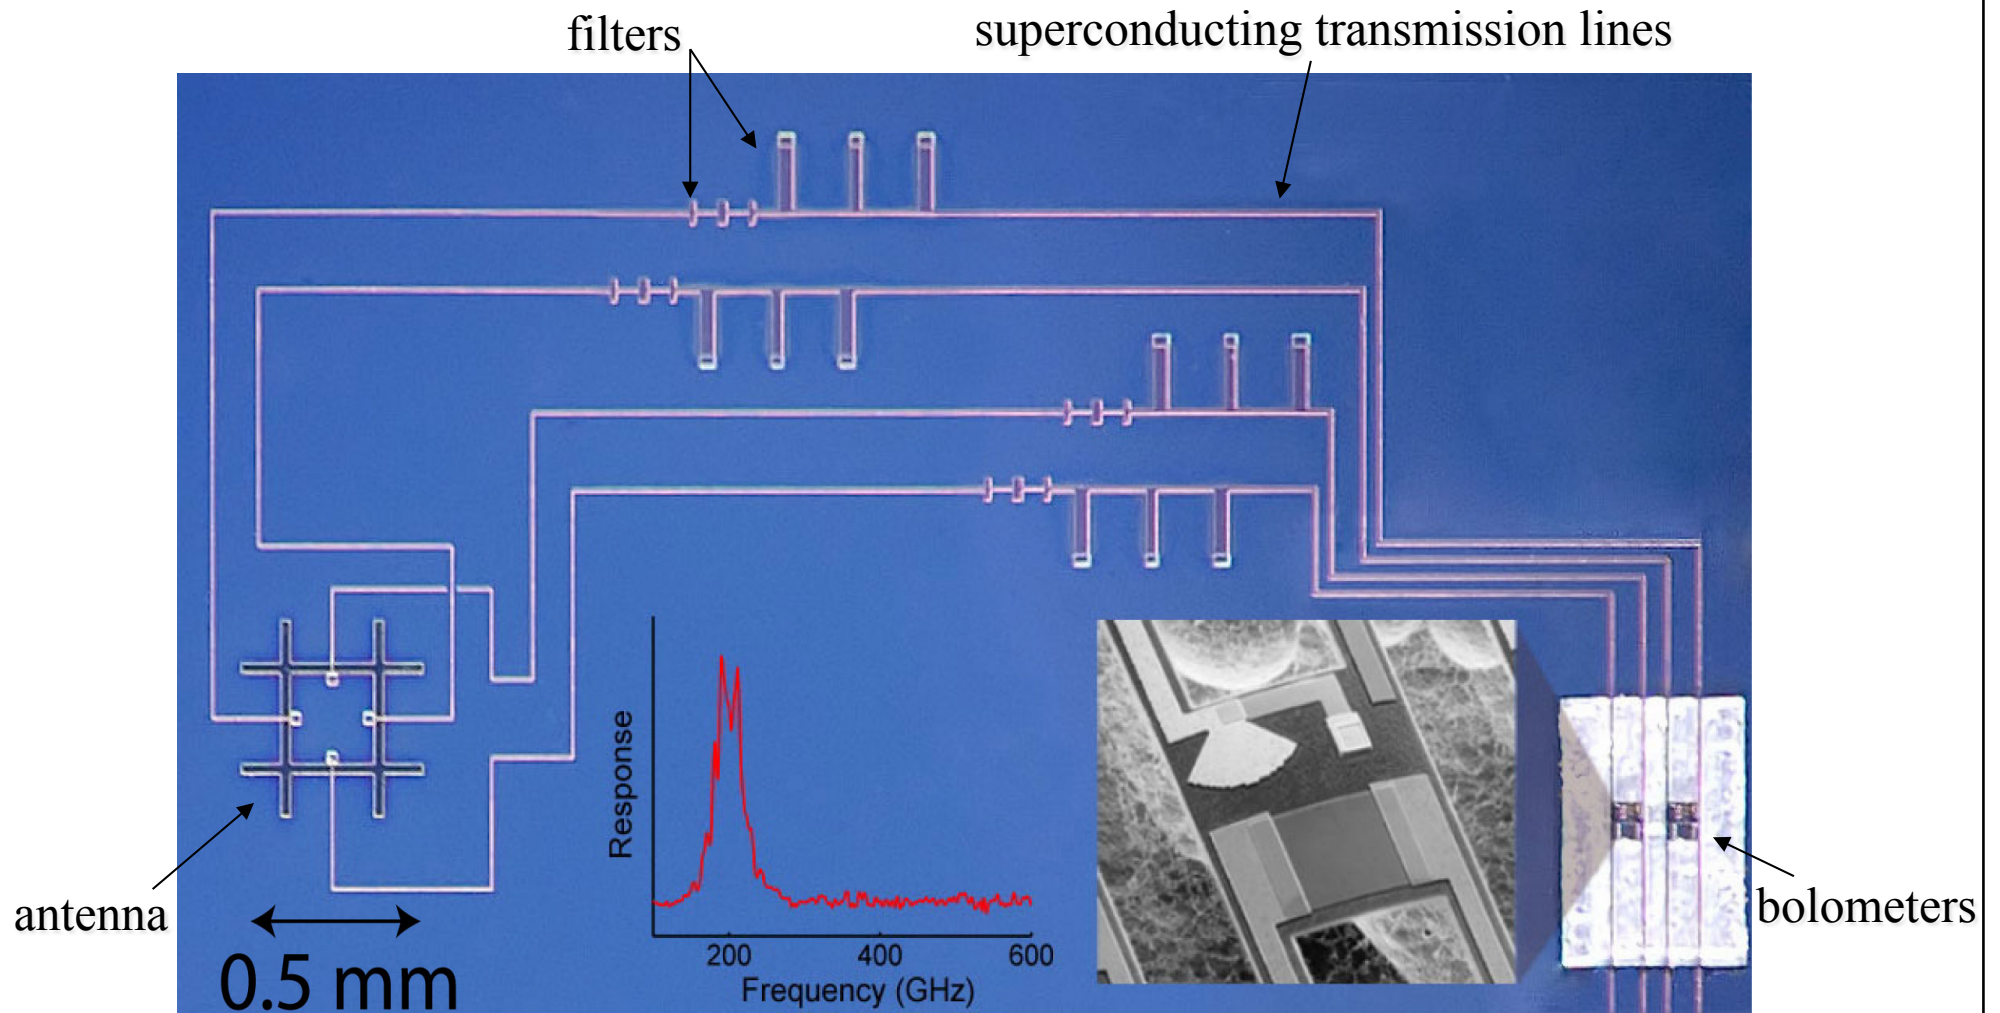 filters
superconducting transmission lines
antenna
0.5 mm
Response
200
400
600
Frequency (GHz)
bolometers